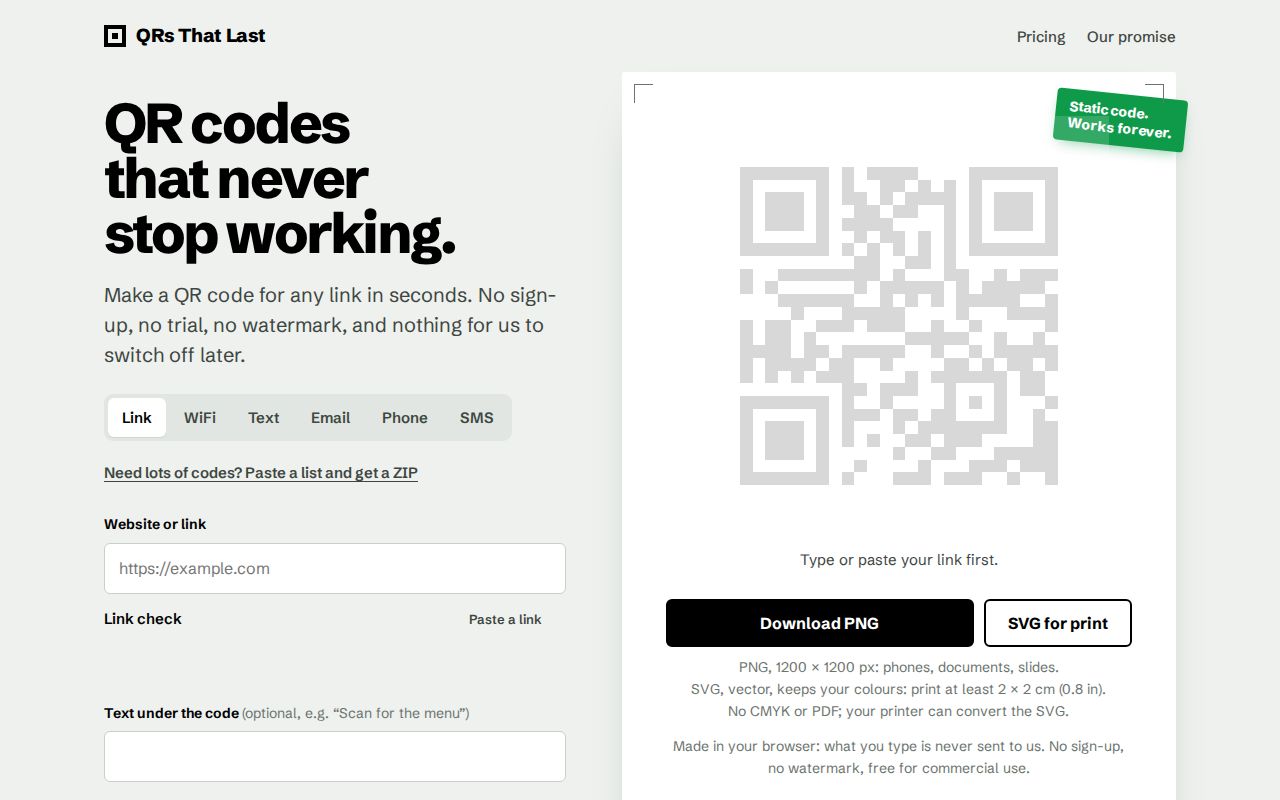 QRs That Last
Pricing
Our promise
QR codes
that never
stop working.
Make a QR code for any link in seconds. No sign-
up, no trial, no watermark, and nothing for us to
switch off later.
Link
WiFi
Text
Email
Phone
SMS
Need lots of codes? Paste a list and get a ZIP
Website or link
https://example.com
Link check
Paste a link
Text under the code (optional, e.g. “Scan for the menu”)
Static code.
Works forever.
Type or paste your link first.
Download PNG
SVG for print
PNG, 1200 × 1200 px: phones, documents, slides.
SVG, vector, keeps your colours: print at least 2 × 2 cm (0.8 in).
No CMYK or PDF; your printer can convert the SVG.
Made in your browser: what you type is never sent to us. No sign-up,
no watermark, free for commercial use.